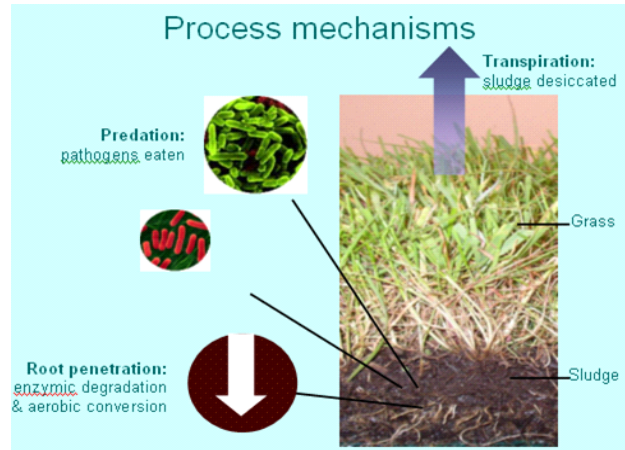 Process mechanisms
Transpiration:
sludge desiccated
Predation:
pathogens eaten
Grass
Root penetration:
enzymic degradation
& aerobic conversion
Sludge